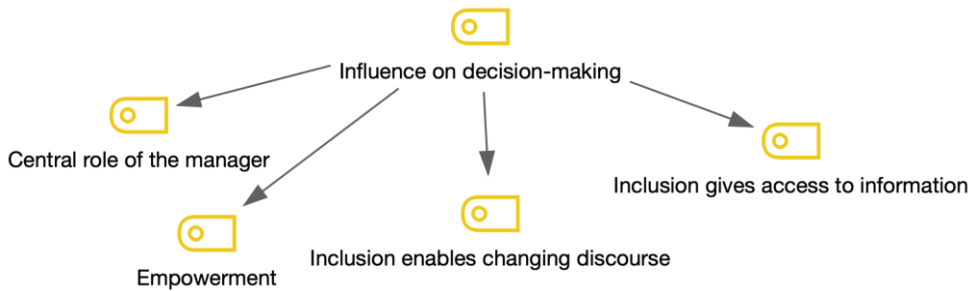 Influence on decision-making
Central role of the manager
Inclusion gives access to information
Inclusion enables changing discourse
Empowerment